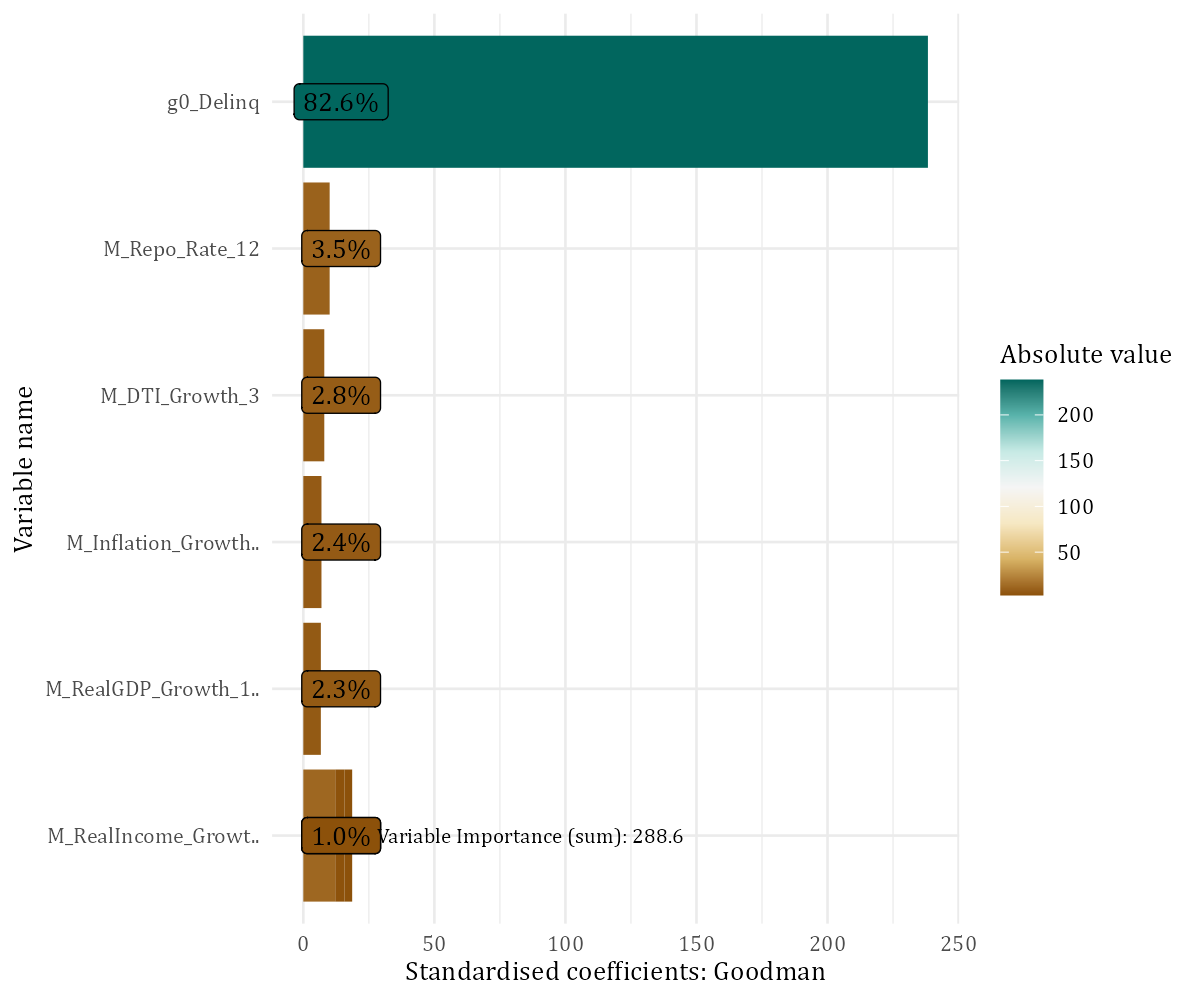 g0_Delinq
82.6%
M_Repo_Rate_12
3.5%
M_DTI_Growth_3
2.8%
M_Inflation_Growth..
2.4%
M_RealGDP_Growth_1..
2.3%
M_RealIncome_Growt..
1.0%
Variable Importance (sum): 288.6
0
50
100
150
200
250
Standardised coefficients: Goodman
Variable name
Absolute value
200
150
100
50